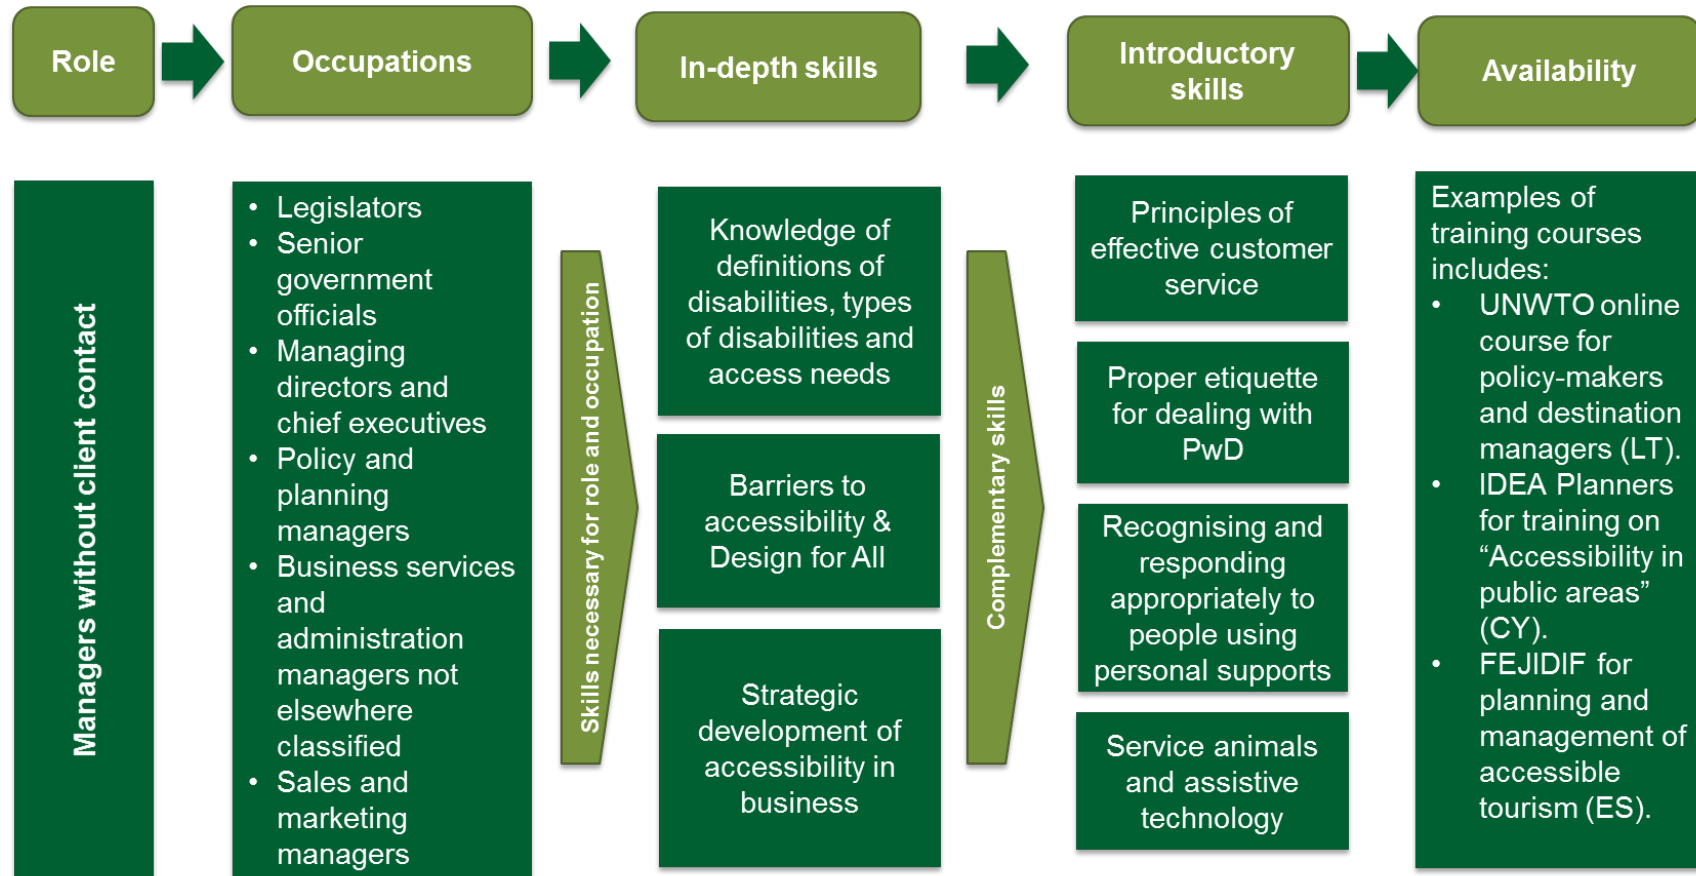 Role
Occupations
In-depth skills
Introductory
skills
Availability
Managers without client contact
• Legislators
• Senior
government
officials
• Managing
directors and
chief executives
• Policy and
planning
managers
• Business services
and
administration
managers not
elsewhere
classified
• Sales and
marketing
managers
Skills necessary for role and occupation
Knowledge of
definitions of
disabilities, types
of disabilities and
access needs
Barriers to
accessibility &
Design for All
Strategic
development of
accessibility in
business
Complementary skills
Principles of
effective customer
service
Proper etiquette
for dealing with
PwD
Recognising and
responding
appropriately to
people using
personal supports
Service animals
and assistive
technology
Examples of
training courses
includes:
• UNWTO online
course for
policy-makers
and destination
managers (LT).
• IDEA Planners
for training on
“Accessibility in
public areas”
(CY).
• FEJIDIF for
planning and
management of
accessible
tourism (ES).